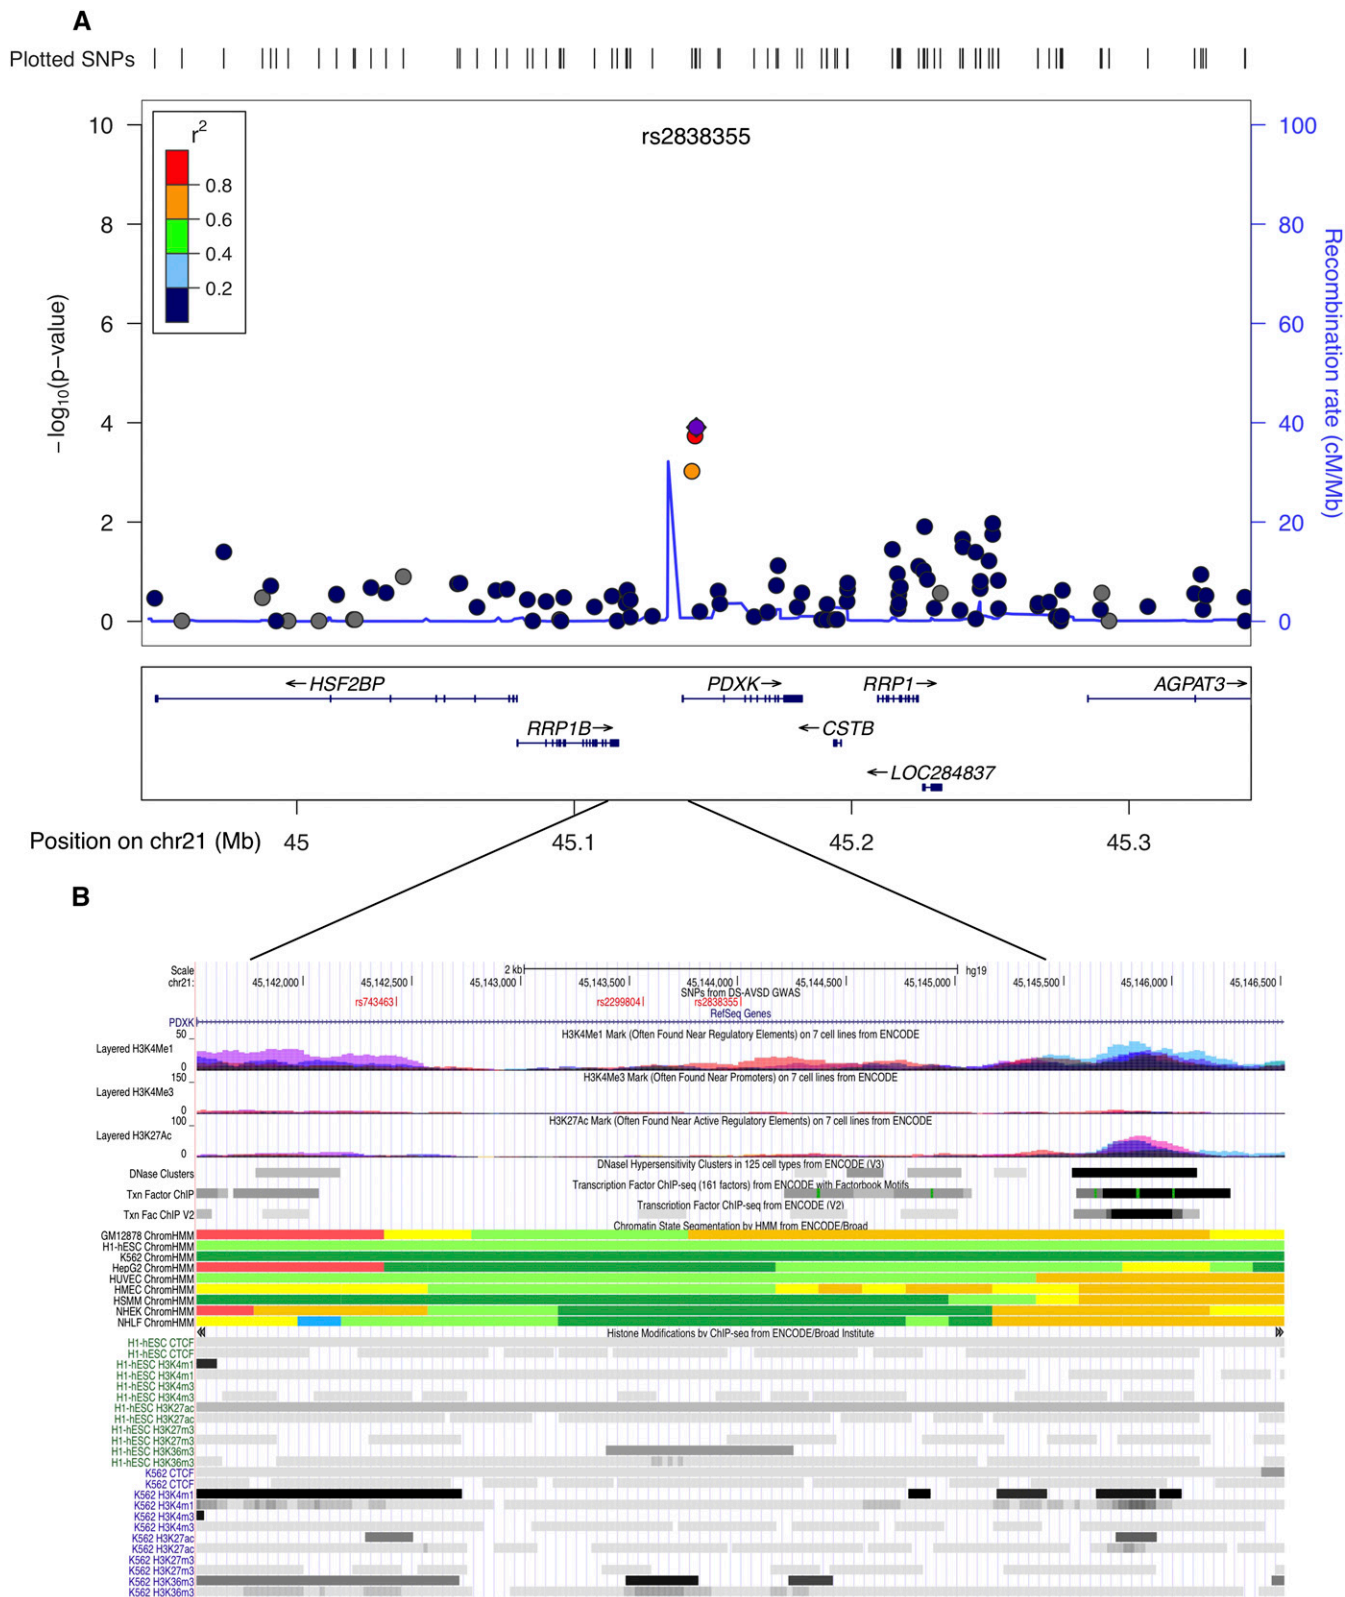 A
Plotted SNPs
rs2838355
r2
0.8
0.6
0.4
0.2
10
8
6
4
2
0
−log10(p−value)
100
80
60
40
20
0
Recombination rate (cM/Mb)
←HSF2BP
PDXK→
RRP1→
AGPAT3→
RRP1B→
←CSTB
←LOC284837
Position on chr21 (Mb)
45
45.1
45.2
45.3
B
Scale
2 kb
hg19
chr21:
45,142,000
45,142,500
45,143,000
45,143,500
45,144,000
45,144,500
45,145,000
45,145,500
45,146,000
45,146,500
SNPs from DS-AVSD GWAS
rs743463
rs2299804
rs2838355
RefSeq Genes
PDXK
H3K4Me1 Mark (Often Found Near Regulatory Elements) on 7 cell lines from ENCODE
50
Layered H3K4Me1
0
H3K4Me3 Mark (Often Found Near Promoters) on 7 cell lines from ENCODE
150
Layered H3K4Me3
0
H3K27Ac Mark (Often Found Near Active Regulatory Elements) on 7 cell lines from ENCODE
100
Layered H3K27Ac
0
DNaseI Hypersensitivity Clusters in 125 cell types from ENCODE (V3)
DNase Clusters
Transcription Factor ChIP-seq (161 factors) from ENCODE with Factorbook Motifs
Txn Factor ChIP
Transcription Factor ChIP-seq from ENCODE (V2)
Txn Fac ChIP V2
Chromatin State Segmentation by HMM from ENCODE/Broad
GM12878 ChromHMM
H1-hESC ChromHMM
K562 ChromHMM
HepG2 ChromHMM
HUVEC ChromHMM
HMEC ChromHMM
HSMM ChromHMM
NHEK ChromHMM
NHLF ChromHMM
Histone Modifications by ChIP-seq from ENCODE/Broad Institute
H1-hESC CTCF
H1-hESC CTCF
H1-hESC H3K4m1
H1-hESC H3K4m1
H1-hESC H3K4m3
H1-hESC H3K4m3
H1-hESC H3K27ac
H1-hESC H3K27ac
H1-hESC H3K27m3
H1-hESC H3K27m3
H1-hESC H3K36m3
H1-hESC H3K36m3
K562 CTCF
K562 CTCF
K562 H3K4m1
K562 H3K4m1
K562 H3K4m3
K562 H3K4m3
K562 H3K27ac
K562 H3K27ac
K562 H3K27m3
K562 H3K27m3
K562 H3K36m3
K562 H3K36m3